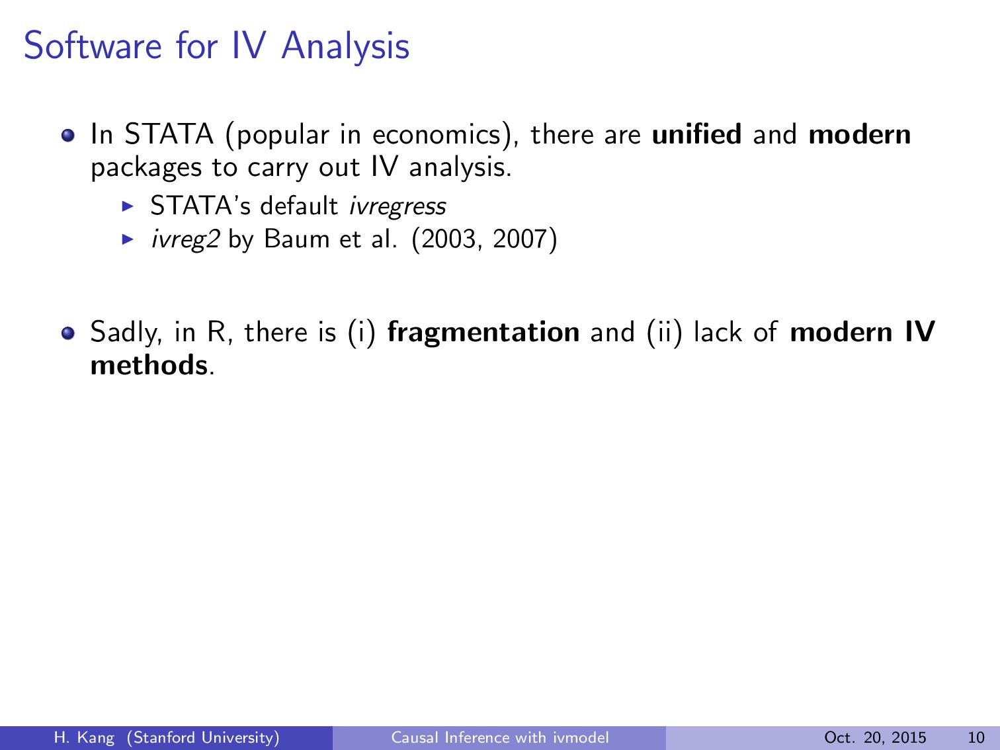 Software for IV Analysis
In STATA (popular in economics), there are unified and modern
packages to carry out IV analysis.
STATA's default ivregress
ivreg2 by Baum et al. (2003, 2007)
Sadly, in R, there is (i) fragmentation and (ii) lack of modern IV
methods.
H. Kang (Stanford University) Causal Inference with ivmodel Oct. 20, 2015 10